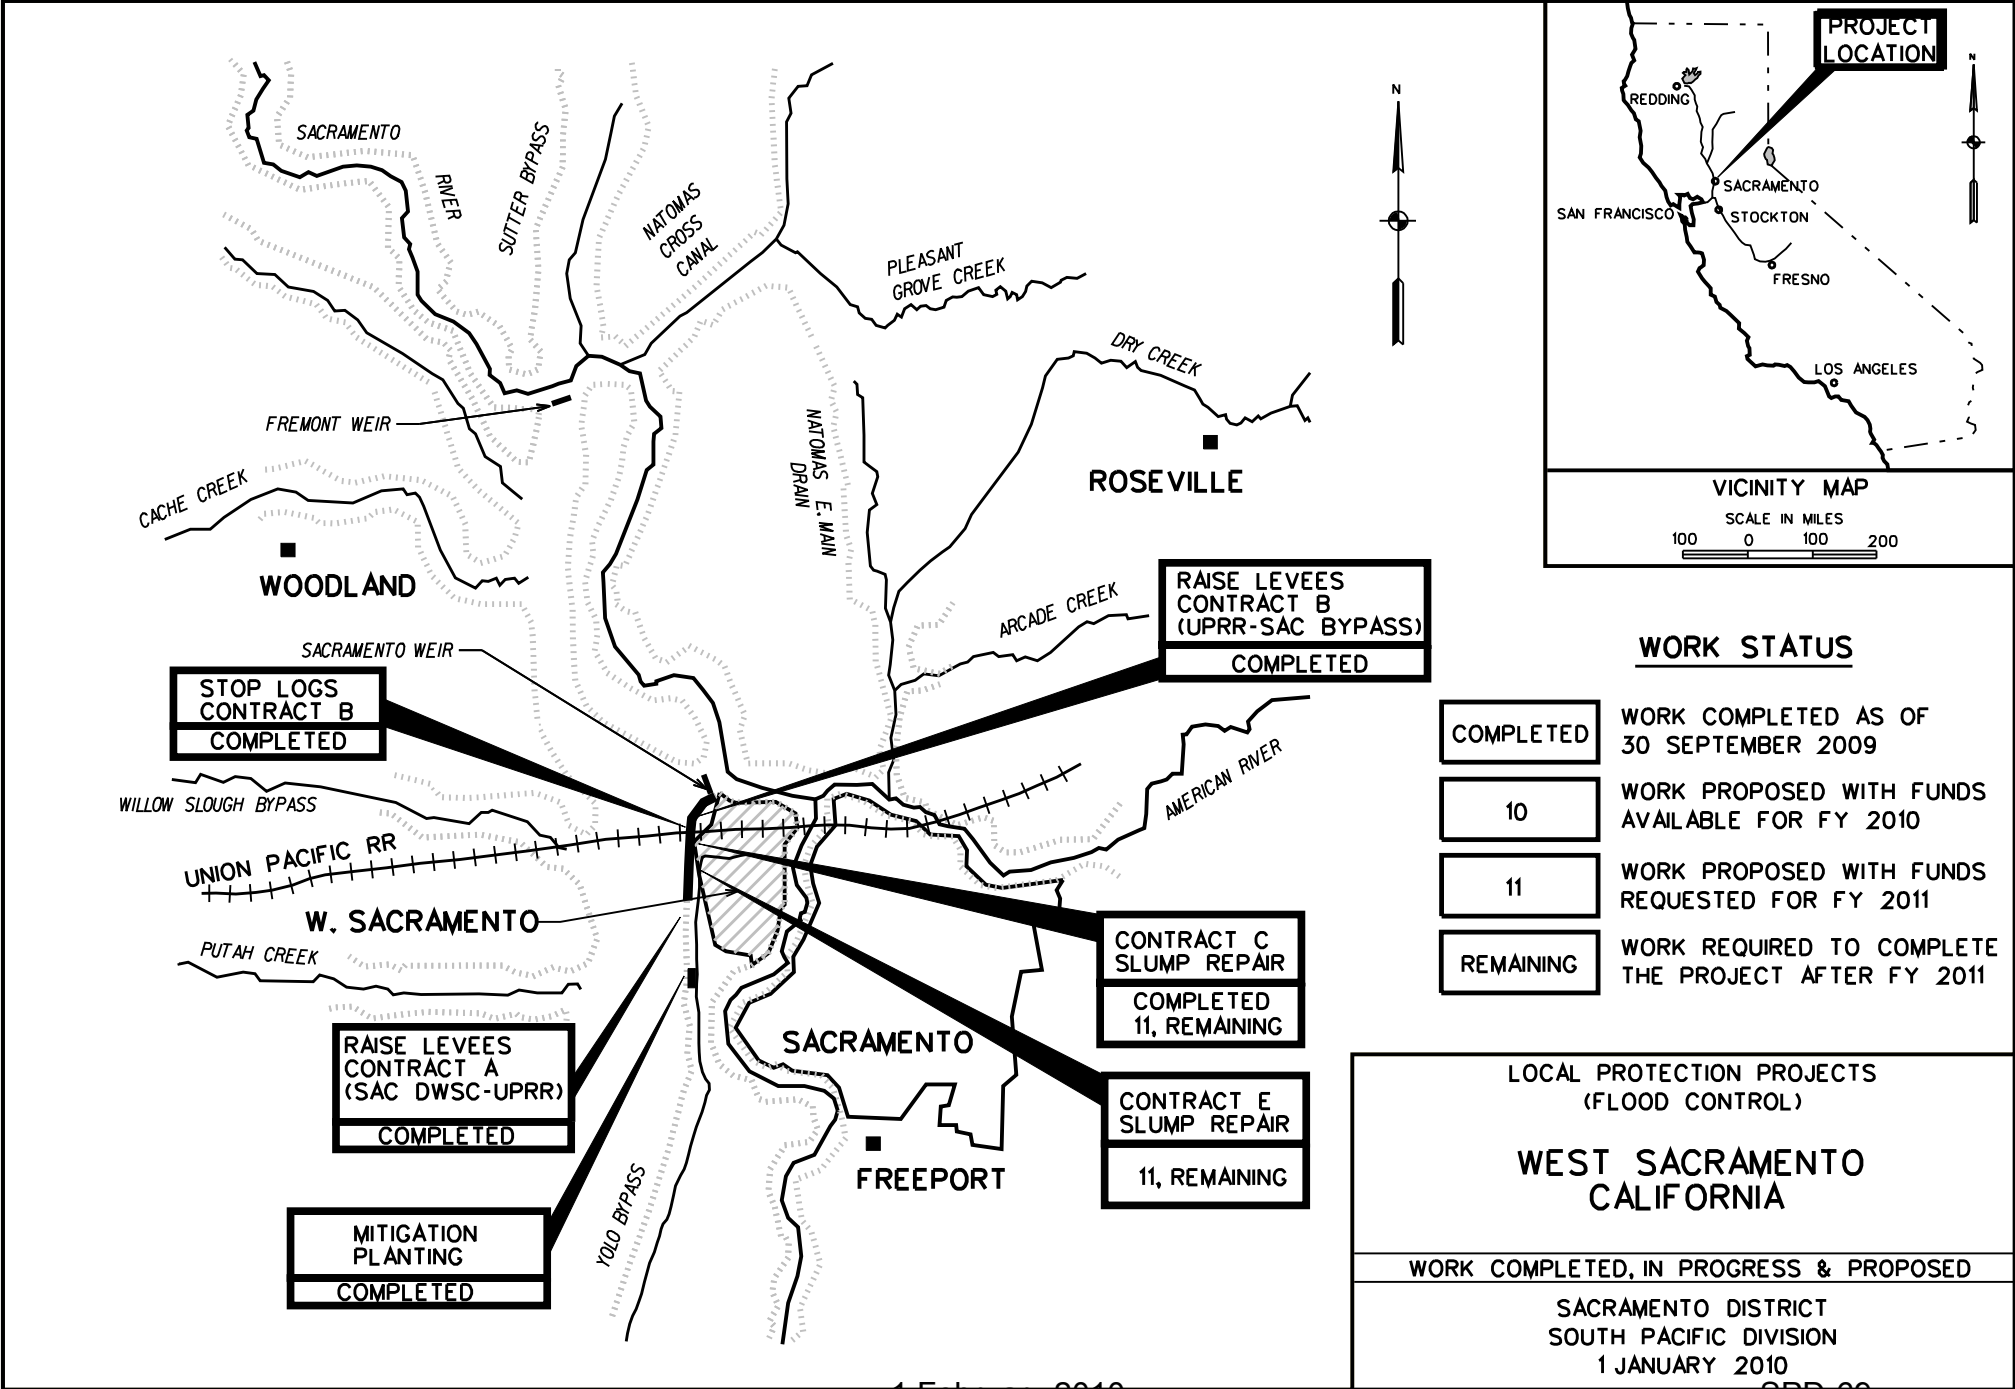 SACRAMENTO
RIVER
SUTTER BYPASS
NATOMAS
CROSS
CANAL
PLEASANT
GROVE CREEK
DRY CREEK
N
FREMONT WEIR
NATOMAS E. MAIN
DRAIN
ROSEVILLE
CACHE CREEK
WOODLAND
ARCADE CREEK
SACRAMENTO WEIR
RAISE LEVEES
CONTRACT B
(UPRR-SAC BYPASS)
COMPLETED
STOP LOGS
CONTRACT B
COMPLETED
AMERICAN RIVER
WILLOW SLOUGH BYPASS
UNION PACIFIC RR
W. SACRAMENTO
PUTAH CREEK
CONTRACT C
SLUMP REPAIR
COMPLETED
11, REMAINING
SACRAMENTO
RAISE LEVEES
CONTRACT A
(SAC DWSC-UPRR)
COMPLETED
CONTRACT E
SLUMP REPAIR
11, REMAINING
FREEPORT
YOLO BYPASS
MITIGATION
PLANTING
COMPLETED
PROJECT
LOCATION
N
REDDING
SACRAMENTO
SAN FRANCISCO
STOCKTON
FRESNO
LOS ANGELES
VICINITY MAP
SCALE IN MILES
100 0 100 200
WORK STATUS
COMPLETED WORK COMPLETED AS OF
30 SEPTEMBER 2009
10 WORK PROPOSED WITH FUNDS
AVAILABLE FOR FY 2010
11 WORK PROPOSED WITH FUNDS
REQUESTED FOR FY 2011
REMAINING WORK REQUIRED TO COMPLETE
THE PROJECT AFTER FY 2011
LOCAL PROTECTION PROJECTS
(FLOOD CONTROL)
WEST SACRAMENTO
CALIFORNIA
WORK COMPLETED, IN PROGRESS & PROPOSED
SACRAMENTO DISTRICT
SOUTH PACIFIC DIVISION
1 JANUARY 2010
1 February 2010